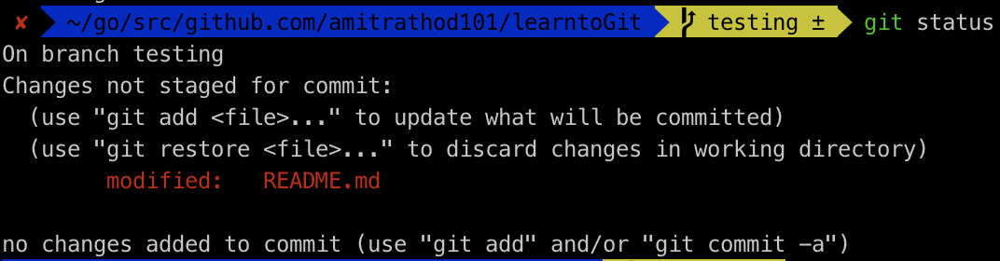 ✘ ~/go/src/github.com/amitrathod101/learntoGit testing ± git status
On branch testing
Changes not staged for commit:
  (use "git add <file>..." to update what will be committed)
  (use "git restore <file>..." to discard changes in working directory)
        modified:   README.md

no changes added to commit (use "git add" and/or "git commit -a")